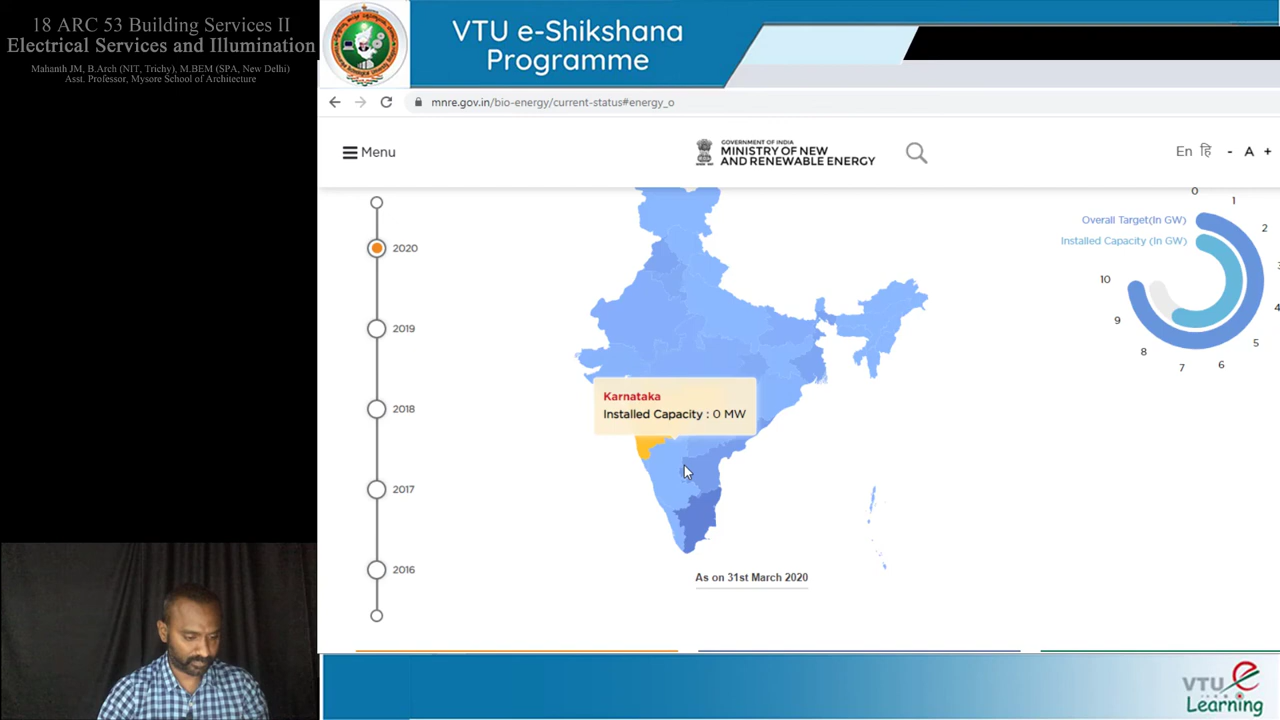 18 ARC 53 Building Services II
Electrical Services and Illumination
Mahanth JM, B.Arch (NIT, Trichy), M.BEM (SPA, New Delhi)
Asst. Professor, Mysore School of Architecture
VTU e-Shikshana
Programme
mnre.gov.in/bio-energy/current-status#energy_o
Menu
GOVERNMENT OF INDIA
MINISTRY OF NEW
AND RENEWABLE ENERGY
En हि - A +
2020
2019
2018
2017
2016
Karnataka
Installed Capacity : 0 MW
As on 31st March 2020
Overall Target(In GW)
Installed Capacity (In GW)
0
1
2
3
4
5
6
7
8
9
10
VTU e
Learning